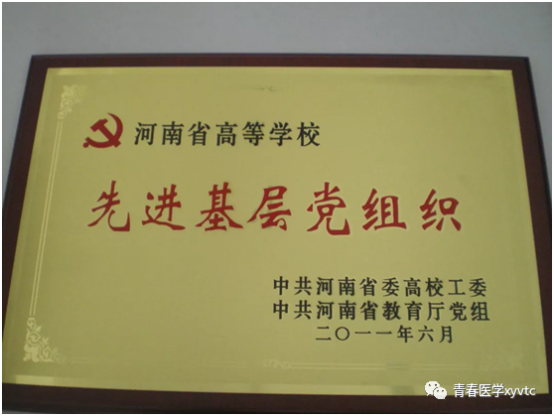 河南省高等学校
先进基层党组织
中共河南省委高校工委
中共河南省教育厅党组
二〇一一年六月
青春医学xyvtc